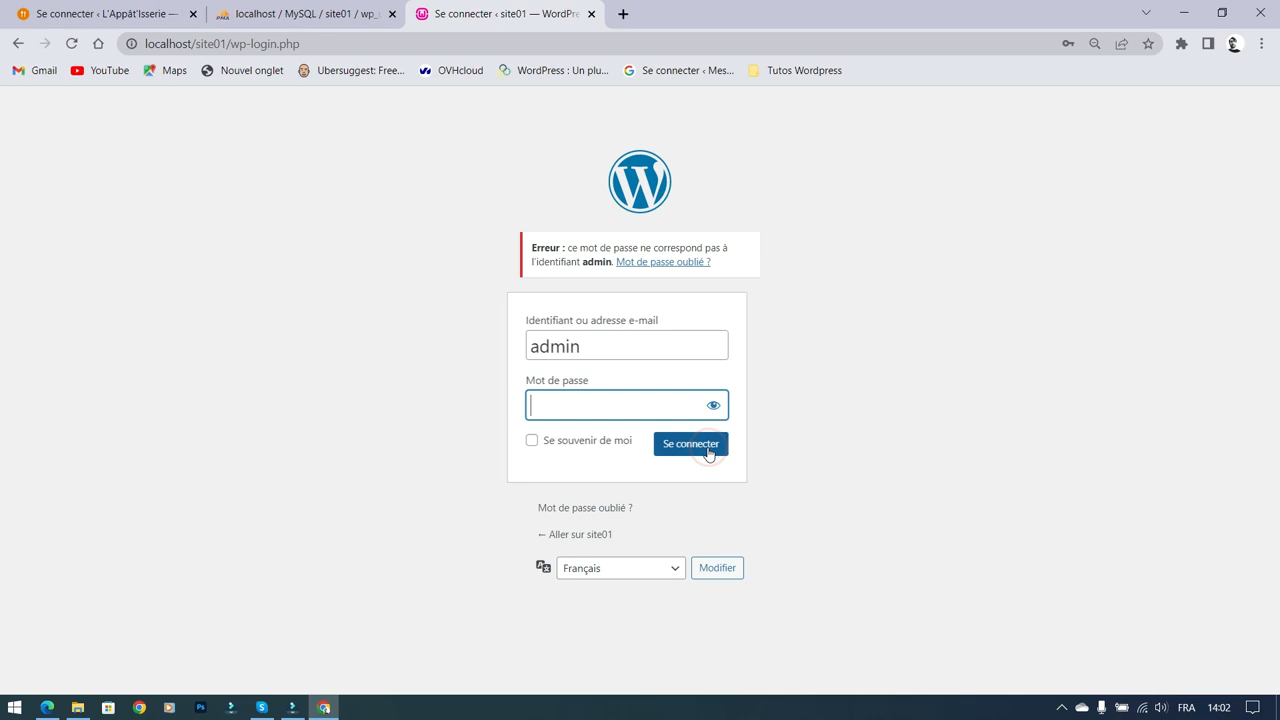 Se connecter ‹ L'Appât'Isserie —
localhost / MySQL / site01 / wp_
Se connecter ‹ site01 — WordPre
localhost/site01/wp-login.php
Gmail
YouTube
Maps
Nouvel onglet
Ubersuggest: Free...
OVHcloud
WordPress : Un plu...
Se connecter ‹ Mes...
Tutos Wordpress
Erreur : ce mot de passe ne correspond pas à
l'identifiant admin. Mot de passe oublié ?
Identifiant ou adresse e-mail
admin
Mot de passe
Se souvenir de moi
Se connecter
Mot de passe oublié ?
← Aller sur site01
Français
Modifier
FRA
14:02